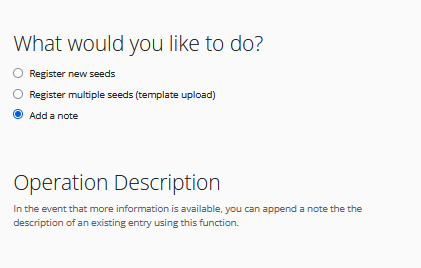 What would you like to do?
Register new seeds
Register multiple seeds (template upload)
Add a note
Operation Description
In the event that more information is available, you can append a note the the
description of an existing entry using this function.